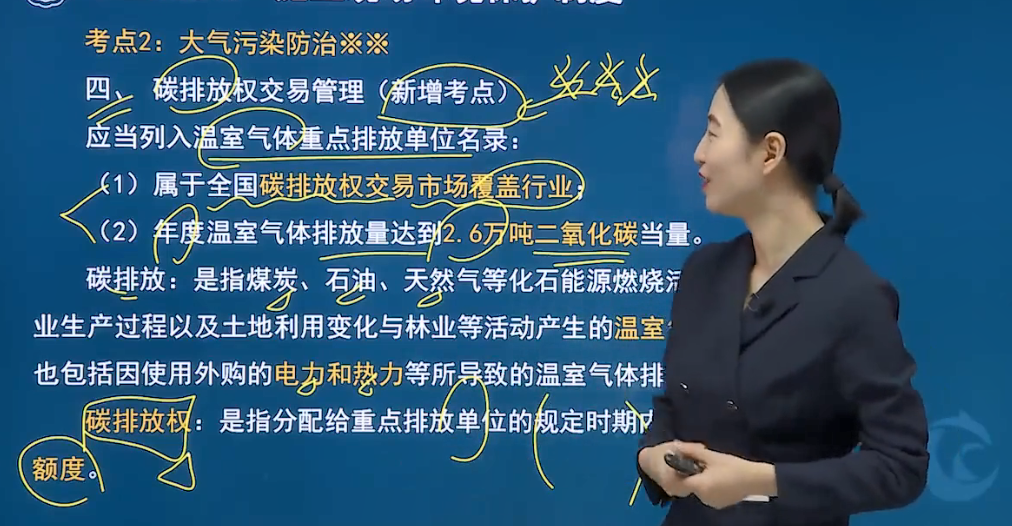 考点2：大气污染防治※※
四、 碳排放权交易管理（新增考点）
应当列入温室气体重点排放单位名录：
（1）属于全国碳排放权交易市场覆盖行业；
（2）年度温室气体排放量达到2.6万吨二氧化碳当量。
碳排放：是指煤炭、石油、天然气等化石能源燃烧活
业生产过程以及土地利用变化与林业等活动产生的温室
也包括因使用外购的电力和热力等所导致的温室气体排
碳排放权：是指分配给重点排放单位的规定时期内
额度。